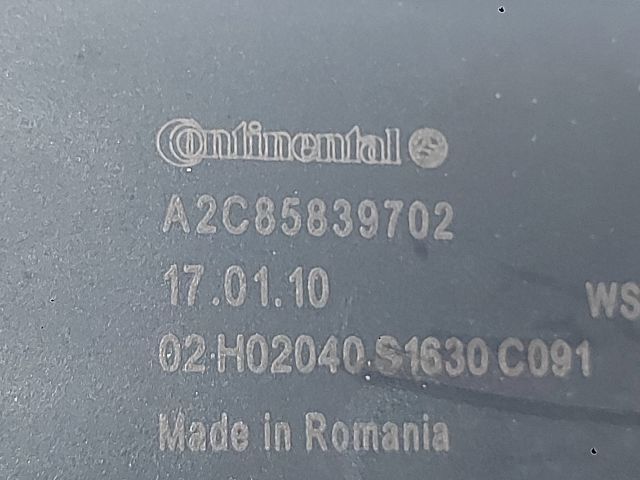 Continental
A2C85839702
17.01.10
WS
02 H02040 S1630 C091
Made in Romania